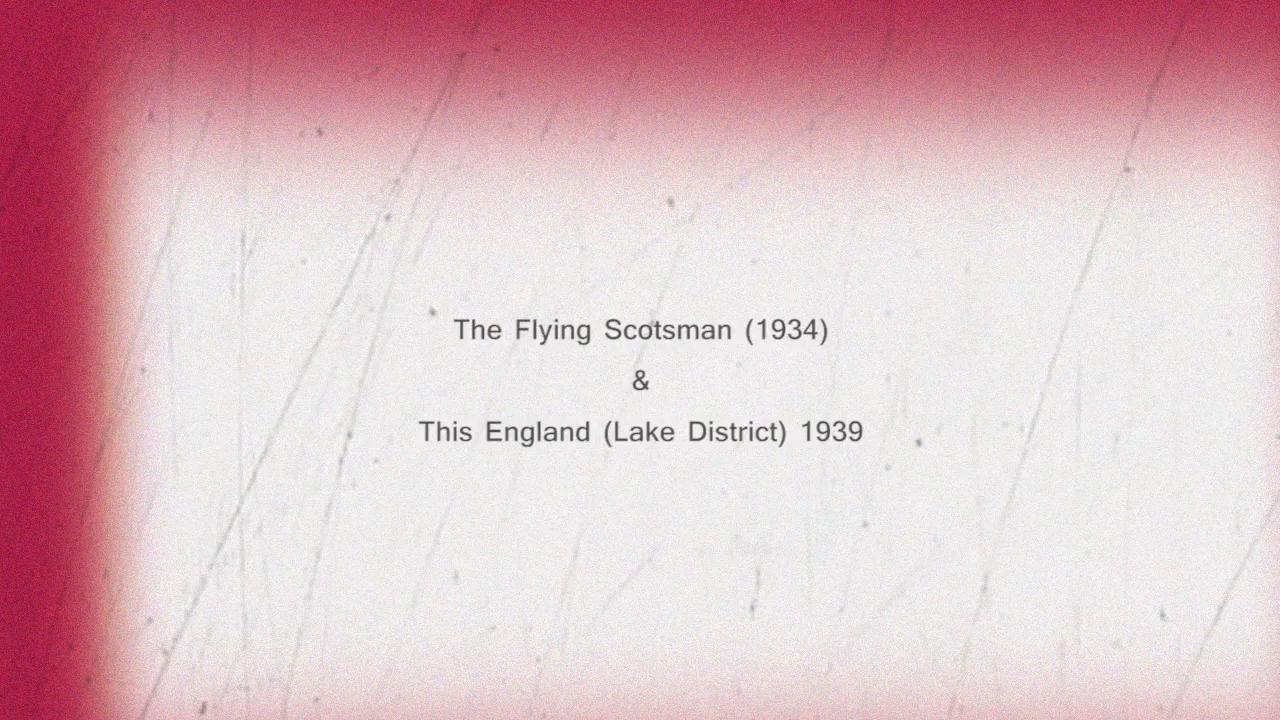 The Flying Scotsman (1934)
&
This England (Lake District) 1939